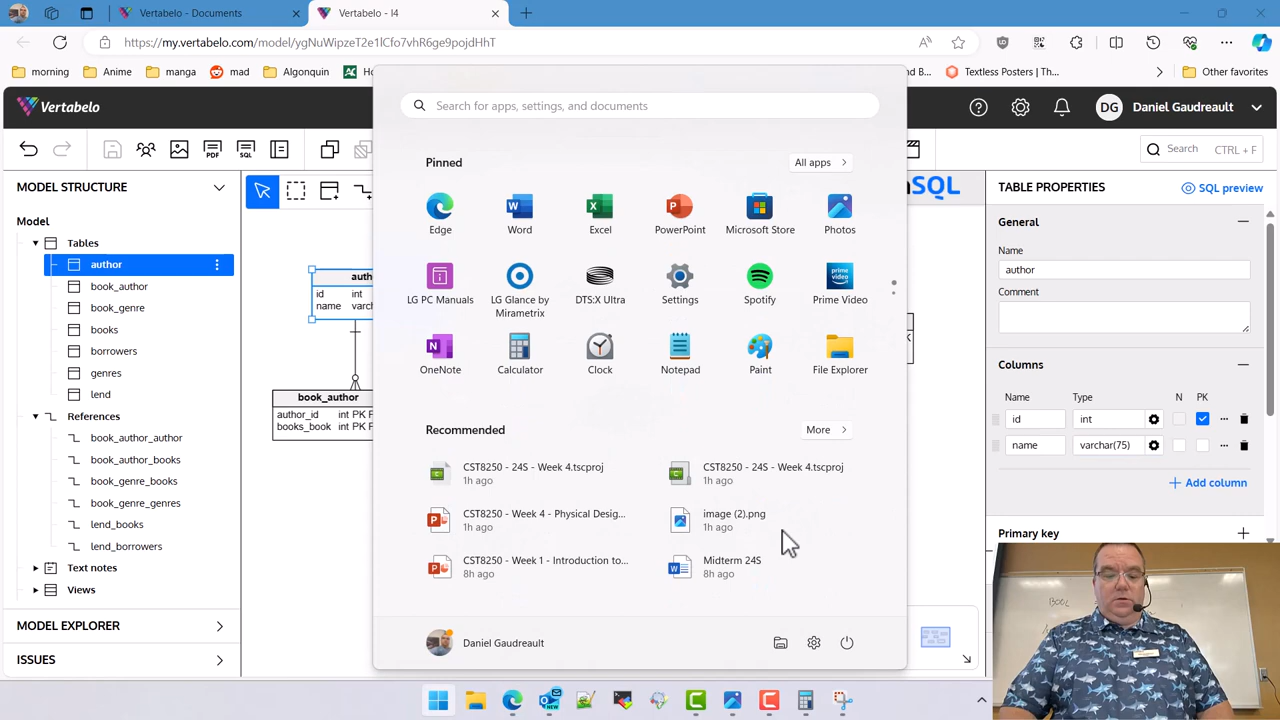 Vertabelo - Documents
Vertabelo - I4
https://my.vertabelo.com/model/ygNuWipzeT2e1lCfo7vhR6ge9pojdHhT
morning
Anime
manga
mad
Algonquin
Textless Posters | Th...
Other favorites
Vertabelo
DG
Daniel Gaudreault
PDF
SQL
Search CTRL + F
MODEL STRUCTURE
Model
Tables
author
book_author
book_genre
books
borrowers
genres
lend
References
book_author_author
book_author_books
book_genre_books
book_genre_genres
lend_books
lend_borrowers
Text notes
Views
MODEL EXPLORER
ISSUES
id int
book_author
author_id int PK
books_book int PK
Search for apps, settings, and documents
Pinned
All apps
Edge
Word
Excel
PowerPoint
Microsoft Store
Photos
LG PC Manuals
LG Glance by Mirametrix
DTS:X Ultra
Settings
Spotify
Prime Video
OneNote
Calculator
Clock
Notepad
Paint
File Explorer
Recommended
More
CST8250 - 24S - Week 4.tscproj
1h ago
CST8250 - 24S - Week 4.tscproj
1h ago
CST8250 - Week 4 - Physical Desig...
1h ago
image (2).png
1h ago
CST8250 - Week 1 - Introduction to...
8h ago
Midterm 24S
8h ago
Daniel Gaudreault
SQL
TABLE PROPERTIES
SQL preview
General
Name
author
Comment
Columns
Name Type N PK
id int
name varchar(75)
Add column
Primary key
NEW